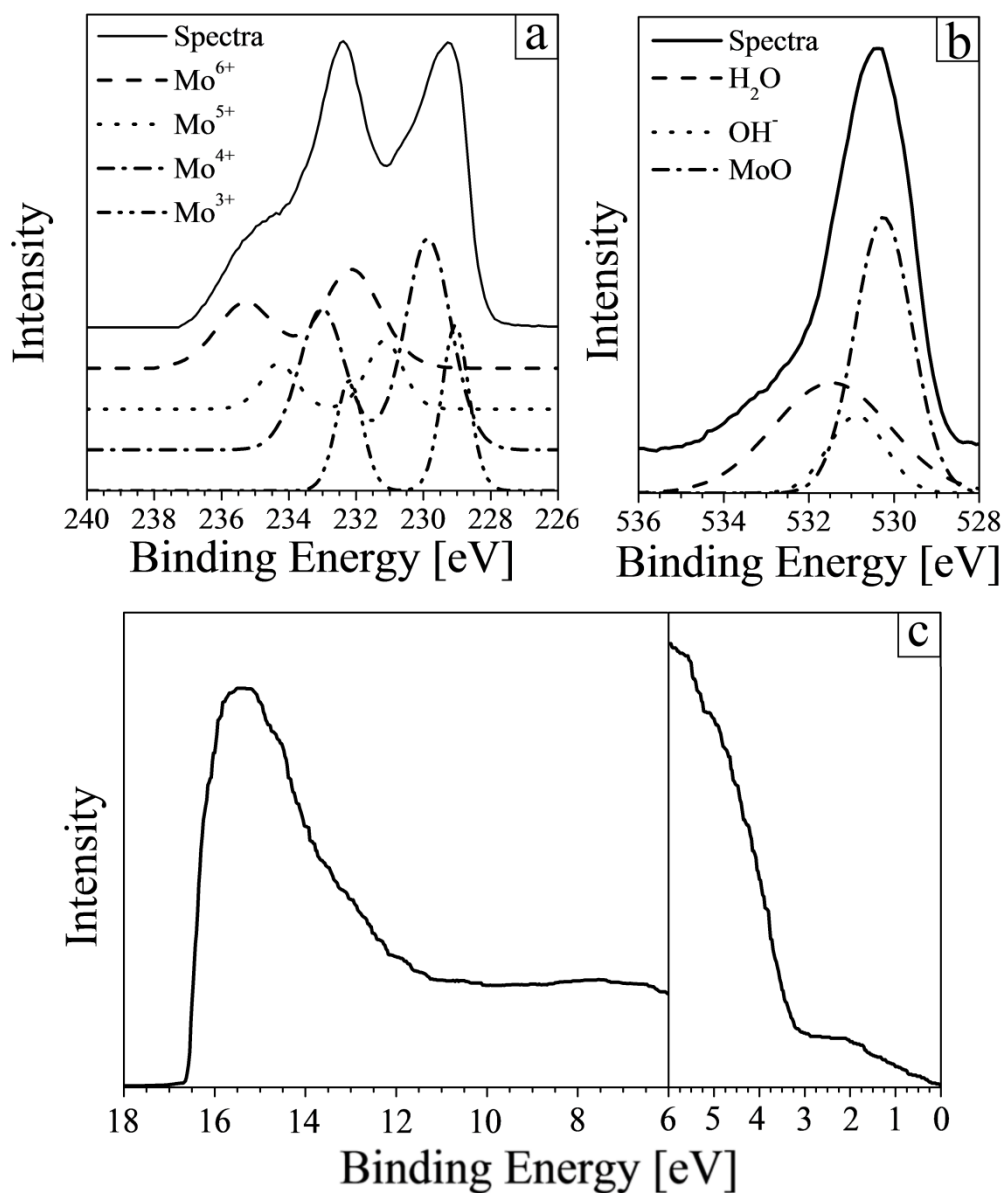 a
Spectra
Mo⁶⁺
Mo⁵⁺
Mo⁴⁺
Mo³⁺
Intensity
240 238 236 234 232 230 228 226
Binding Energy [eV]
b
Spectra
H₂O
OH⁻
MoO
Intensity
536 534 532 530 528
Binding Energy [eV]
c
Intensity
18 16 14 12 10 8 6 5 4 3 2 1 0
Binding Energy [eV]